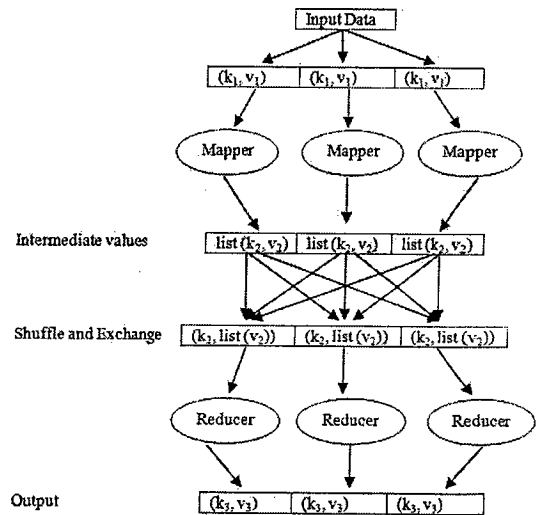 Input Data
(k₁, v₁) (k₁, v₁) (k₁, v₁)
Mapper Mapper Mapper
Intermediate values list (k₂, v₂) list (k₂, v₂) list (k₂, v₂)
Shuffle and Exchange (k₂, list (v₂)) (k₂, list (v₂)) (k₂, list (v₂))
Reducer Reducer Reducer
Output (k₃, v₃) (k₃, v₃) (k₃, v₃)